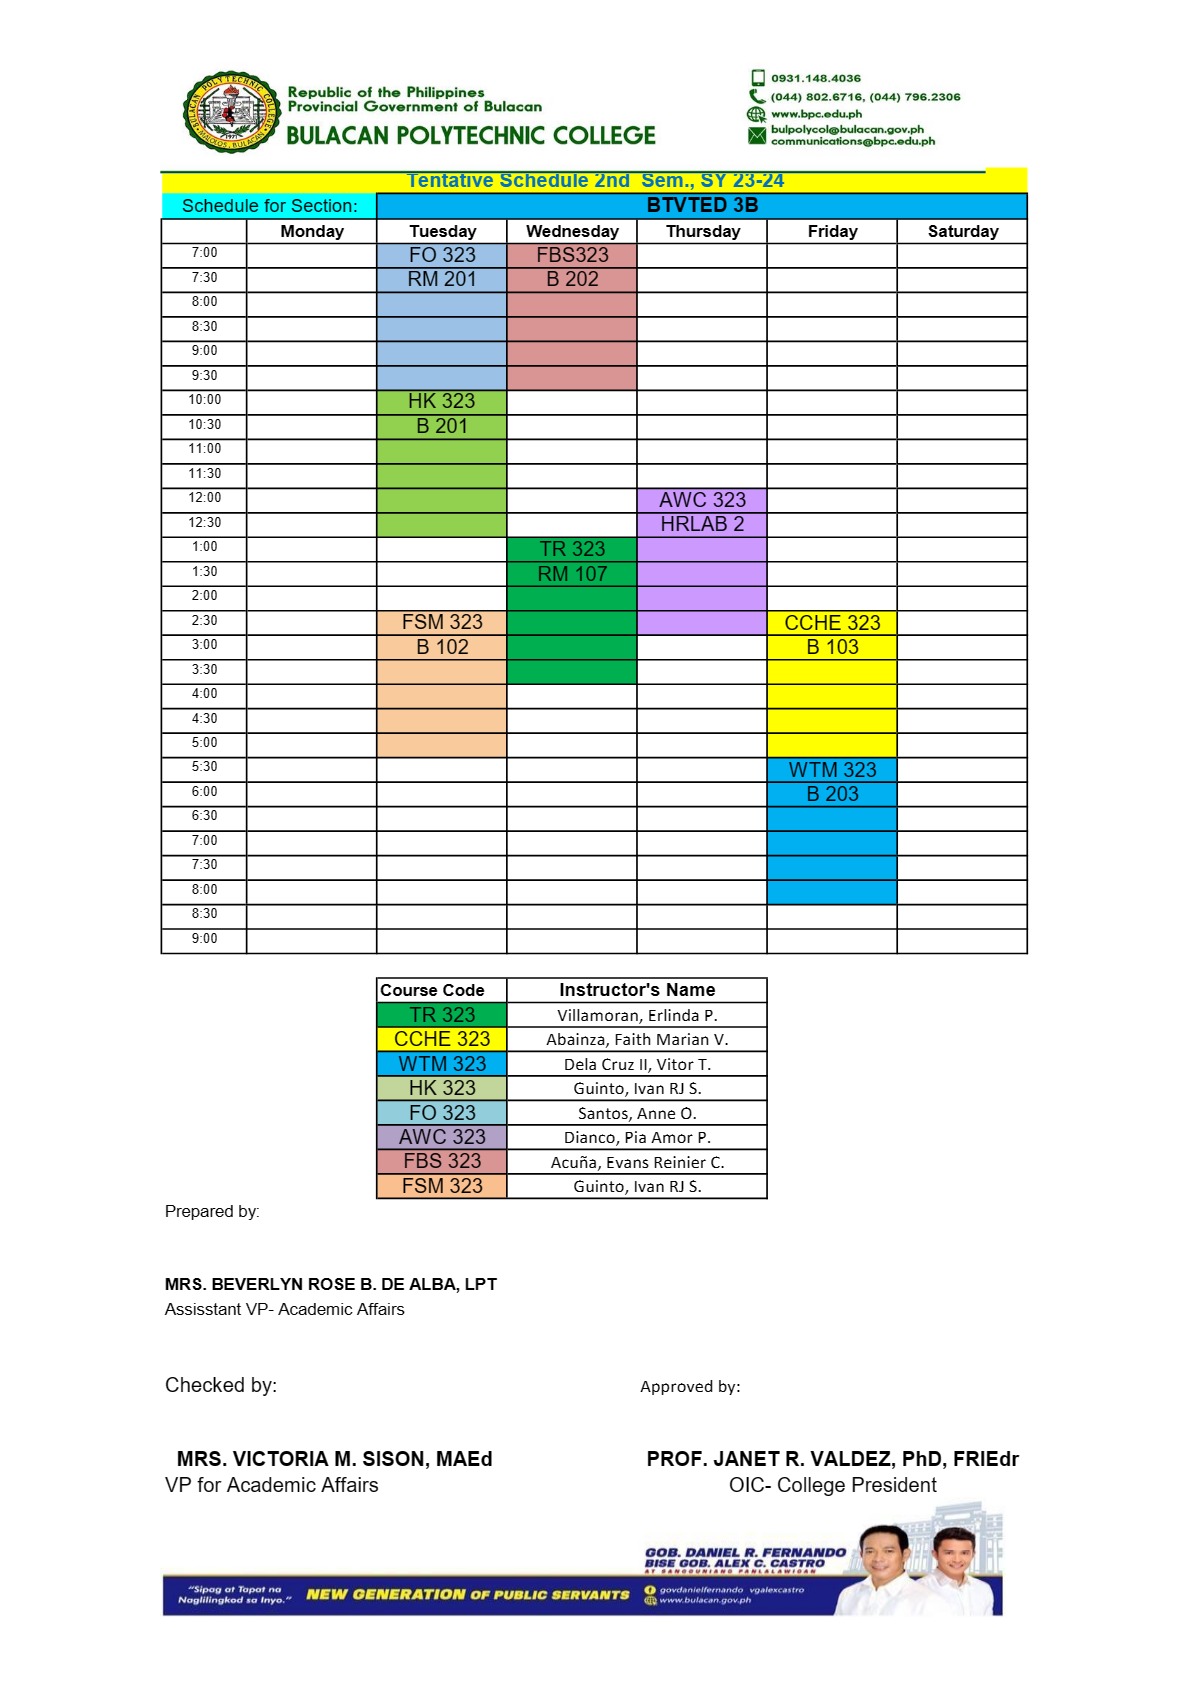 BULACAN POLYTECHNIC COLLEGE
MALOLOS, BULACAN
1971
Republic of the Philippines
Provincial Government of Bulacan
BULACAN POLYTECHNIC COLLEGE
0931.148.4036
(044) 802.6716, (044) 796.2306
www.bpc.edu.ph
bulpolycol@bulacan.gov.ph
communications@bpc.edu.ph
Tentative Schedule 2nd Sem., SY 23-24
Schedule for Section: BTVTED 3B
Monday Tuesday Wednesday Thursday Friday Saturday
7:00 FO 323 FBS323
7:30 RM 201 B 202
8:00
8:30
9:00
9:30
10:00 HK 323
10:30 B 201
11:00
11:30
12:00 AWC 323
12:30 HRLAB 2
1:00 TR 323
1:30 RM 107
2:00
2:30 FSM 323 CCHE 323
3:00 B 102 B 103
3:30
4:00
4:30
5:00
5:30 WTM 323
6:00 B 203
6:30
7:00
7:30
8:00
8:30
9:00
Course Code Instructor's Name
TR 323 Villamoran, Erlinda P.
CCHE 323 Abainza, Faith Marian V.
WTM 323 Dela Cruz II, Vitor T.
HK 323 Guinto, Ivan RJ S.
FO 323 Santos, Anne O.
AWC 323 Dianco, Pia Amor P.
FBS 323 Acuña, Evans Reinier C.
FSM 323 Guinto, Ivan RJ S.
Prepared by:
MRS. BEVERLYN ROSE B. DE ALBA, LPT
Assisstant VP- Academic Affairs
Checked by: Approved by:
MRS. VICTORIA M. SISON, MAEd PROF. JANET R. VALDEZ, PhD, FRIEdr
VP for Academic Affairs OIC- College President
GOB. DANIEL R. FERNANDO
BISE GOB. ALEX C. CASTRO
AT SANGGUNIANG PANLALAWIGAN
"Sipag at Tapat na
Naglilingkod sa Inyo."
NEW GENERATION OF PUBLIC SERVANTS
govdanielfernando vgalexcastro
www.bulacan.gov.ph